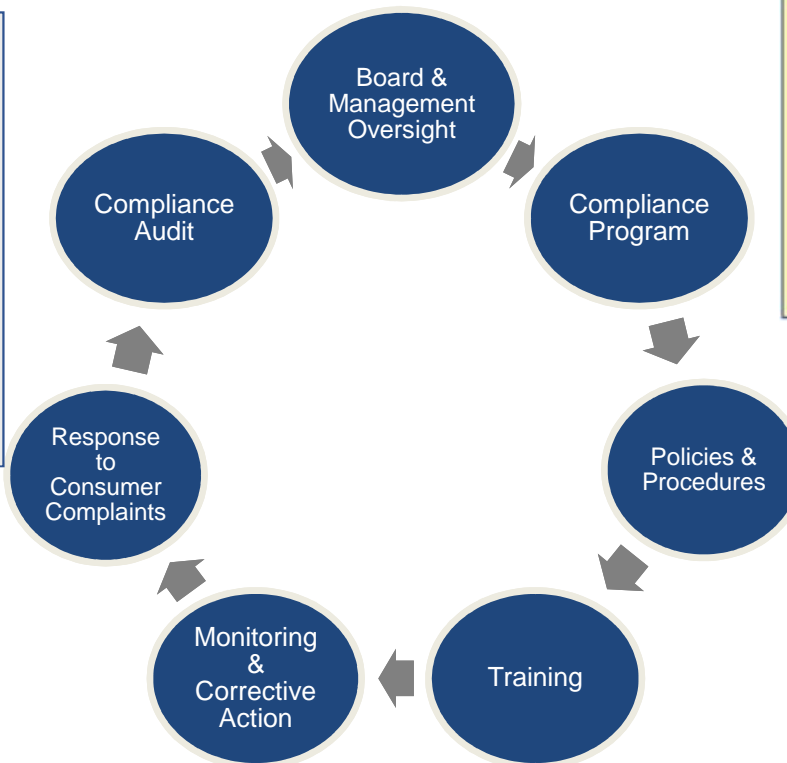 Board &
Management
Oversight
Compliance
Program
Policies &
Procedures
Training
Monitoring
&
Corrective
Action
Response
to
Consumer
Complaints
Compliance
Audit